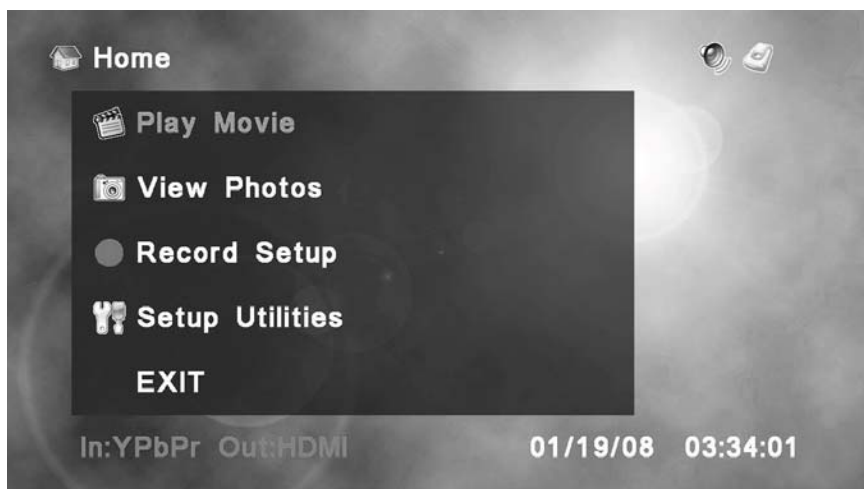 Home
Play Movie
View Photos
Record Setup
Setup Utilities
EXIT
In:YPbPr Out:HDMI 01/19/08 03:34:01